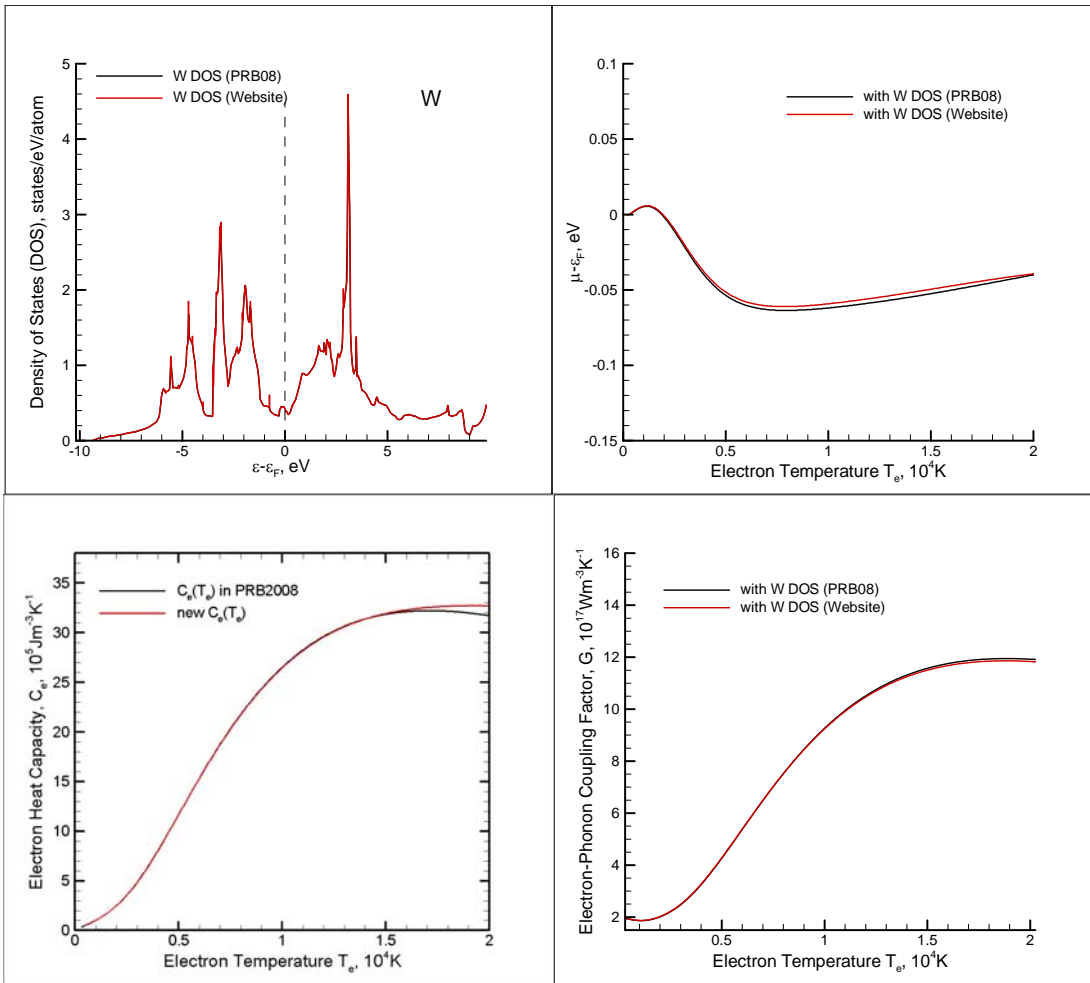 5
4
3
2
1
0
-10
-5
0
5
Density of States (DOS), states/eV/atom
ε-ε_F, eV
W DOS (PRB08)
W DOS (Website)
W
0.1
0.05
0
-0.05
-0.1
-0.15
0
0.5
1
1.5
2
μ-ε_F, eV
Electron Temperature T_e, 10^4K
with W DOS (PRB08)
with W DOS (Website)
35
30
25
20
15
10
5
0
0
0.5
1
1.5
2
Electron Heat Capacity, C_e, 10^5Jm^-3K^-1
Electron Temperature T_e, 10^4K
C_e(T_e) in PRB2008
new C_e(T_e)
16
14
12
10
8
6
4
2
0.5
1
1.5
2
Electron-Phonon Coupling Factor, G, 10^17Wm^-3K^-1
Electron Temperature T_e, 10^4K
with W DOS (PRB08)
with W DOS (Website)